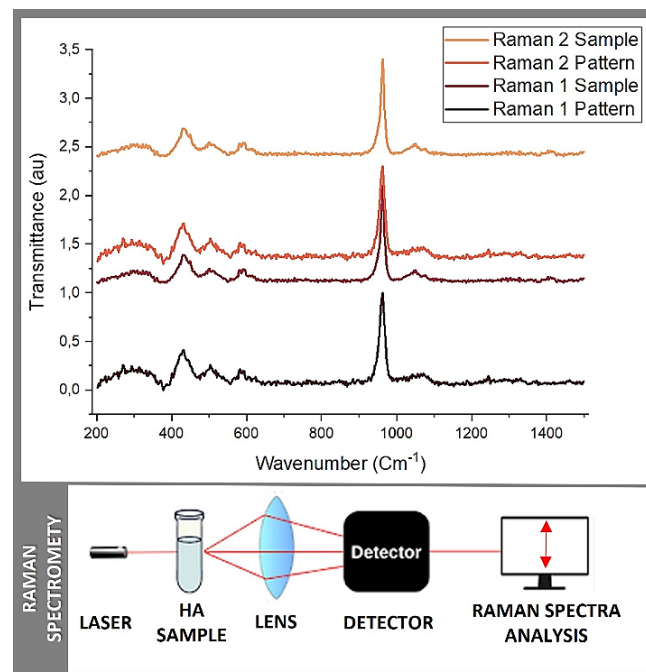 3,5
3,0
2,5
2,0
1,5
1,0
0,5
0,0
Transmittance (au)
Raman 2 Sample
Raman 2 Pattern
Raman 1 Sample
Raman 1 Pattern
200 400 600 800 1000 1200 1400
Wavenumber (Cm⁻¹)
RAMAN
SPECTROMETY
Detector
LASER
HA
SAMPLE
LENS
DETECTOR
RAMAN SPECTRA
ANALYSIS